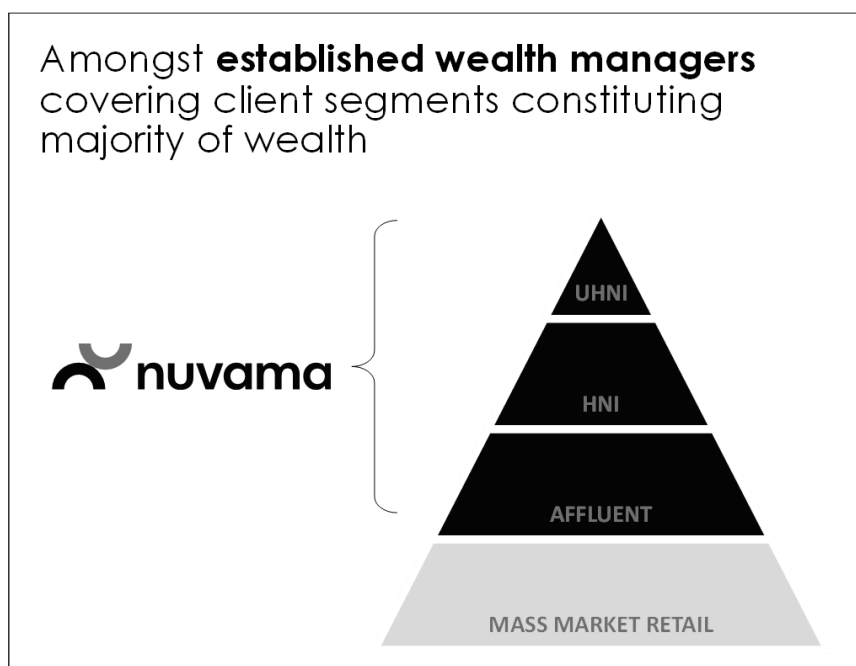 Amongst established wealth managers
covering client segments constituting
majority of wealth
UHNI
nuvama
HNI
AFFLUENT
MASS MARKET RETAIL